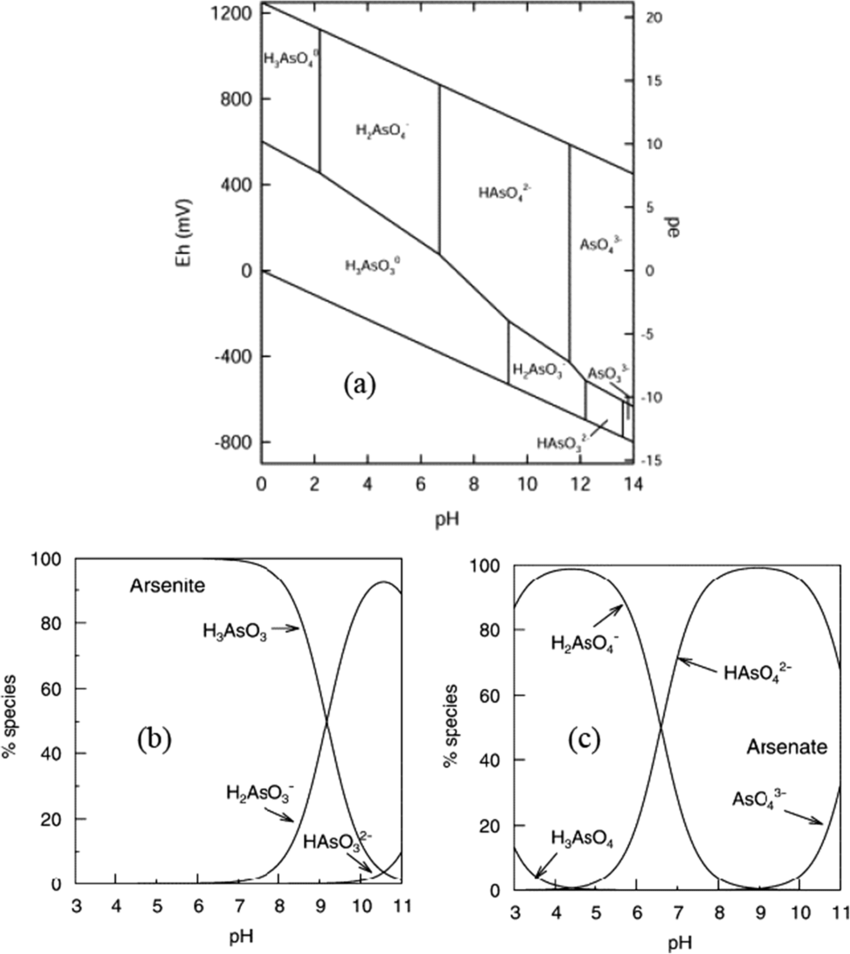 1200
800
400
0
-400
-800
Eh (mV)
20
15
10
5
0
-5
-10
-15
pe
H₃AsO₄⁰
H₂AsO₄⁻
HAsO₄²⁻
AsO₄³⁻
H₃AsO₃⁰
H₂AsO₃⁻
AsO₃³⁻
HAsO₃²⁻
(a)
0 2 4 6 8 10 12 14
pH
100
80
60
40
20
0
% species
Arsenite
H₃AsO₃
(b)
H₂AsO₃⁻
HAsO₃²⁻
3 4 5 6 7 8 9 10 11
pH
100
80
60
40
20
0
% species
H₂AsO₄⁻
HAsO₄²⁻
(c)
Arsenate
AsO₄³⁻
H₃AsO₄
3 4 5 6 7 8 9 10 11
pH